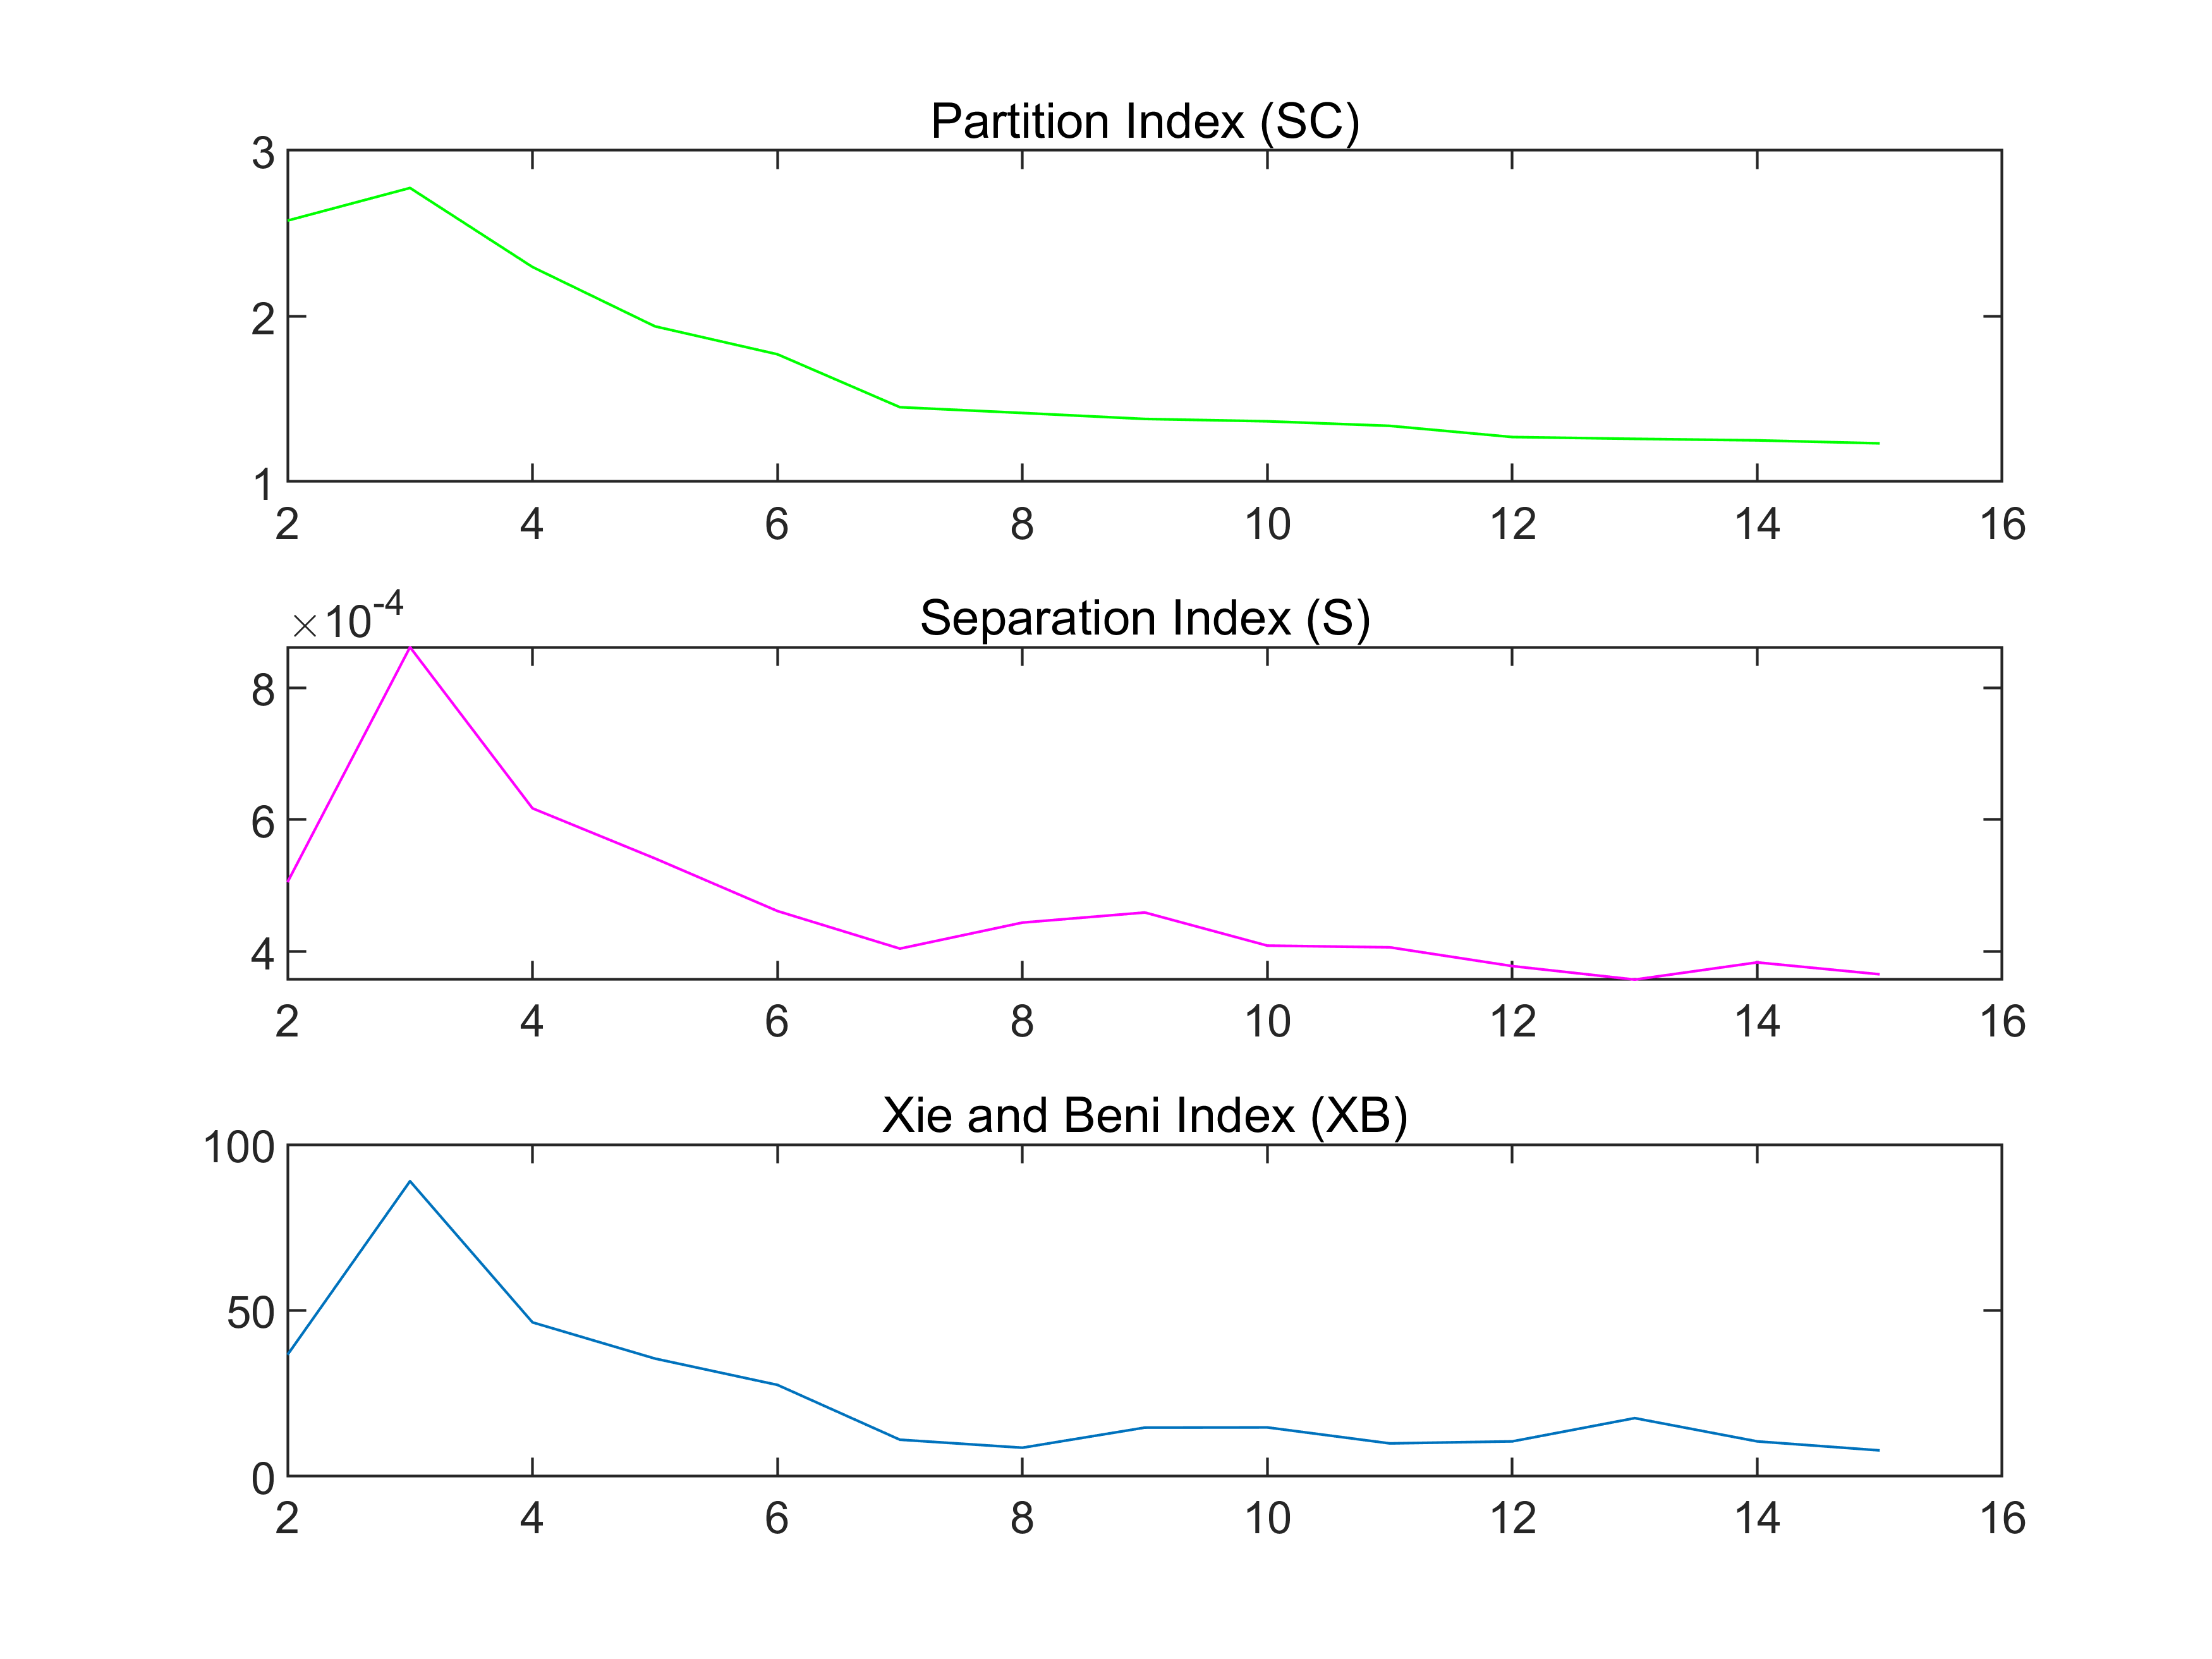 Partition Index (SC)
3
2
1
2 4 6 8 10 12 14 16
×10-4
Separation Index (S)
8
6
4
2 4 6 8 10 12 14 16
Xie and Beni Index (XB)
100
50
0
2 4 6 8 10 12 14 16